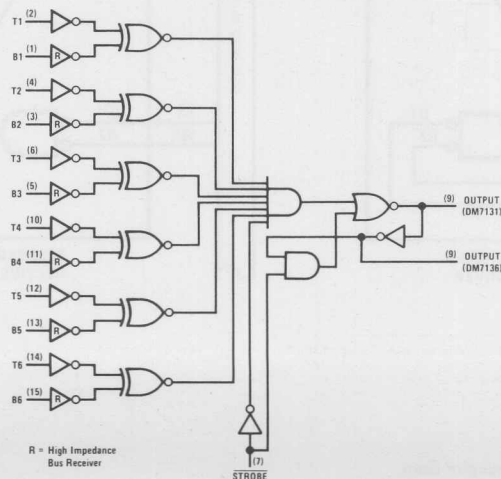 T1 (2)
B1 (1) R
T2 (4)
B2 (3) R
T3 (6)
B3 (5) R
T4 (10)
B4 (11) R
T5 (12)
B5 (13) R
T6 (14)
B6 (15) R
(9) OUTPUT
(DM7131)
(9) OUTPUT
(DM7136)
R = High Impedance
Bus Receiver
(7)
STROBE